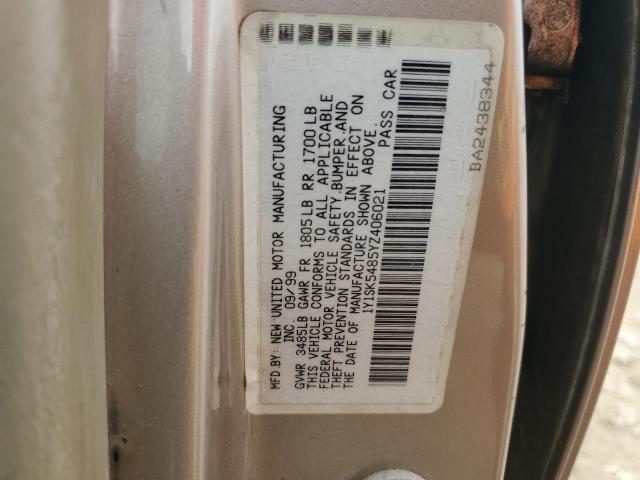 MFD.BY: NEW UNITED MOTOR MANUFACTURING
INC. 09/99
GVWR 3485LB GAWR FR 1805LB RR 1700LB
THIS VEHICLE CONFORMS TO ALL APPLICABLE
FEDERAL MOTOR VEHICLE SAFETY.BUMPER.AND
THEFT PREVENTION STANDARDS IN EFFECT ON
THE DATE OF MANUFACTURE SHOWN ABOVE.
1Y1SK5485YZ406021 PASS CAR
BA2438344